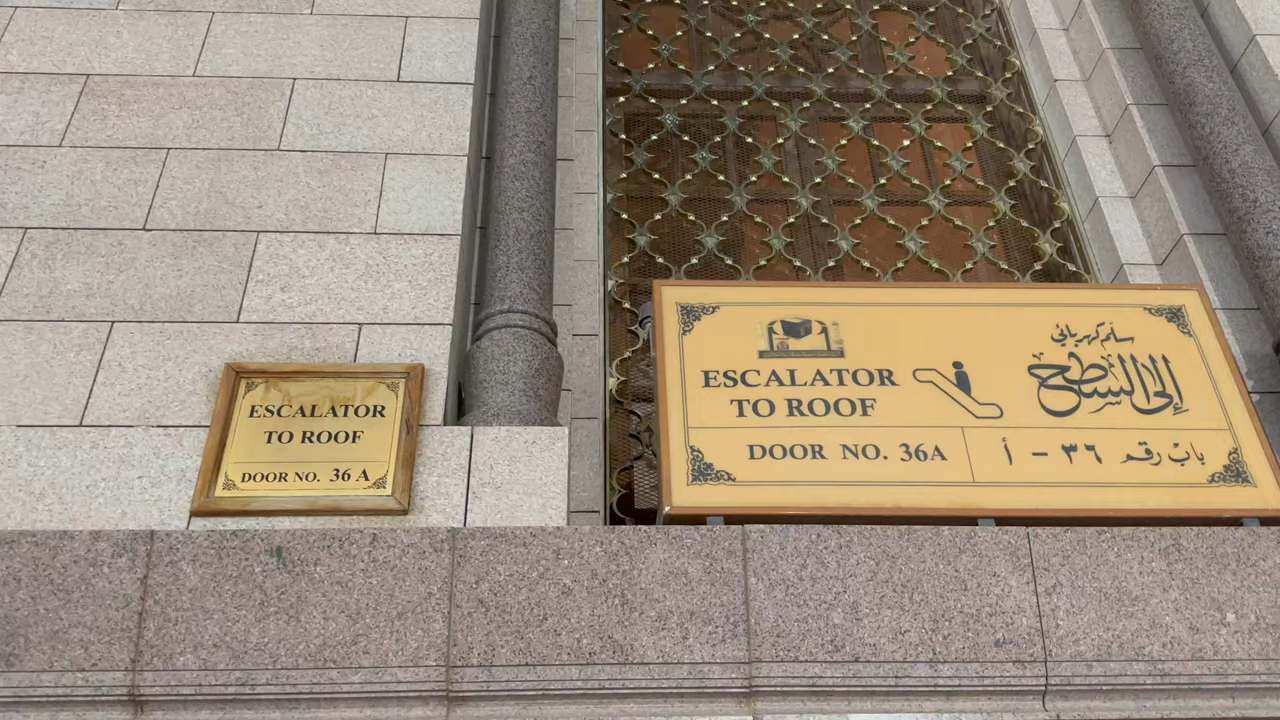 ESCALATOR
TO ROOF
DOOR NO. 36 A
ESCALATOR
TO ROOF
سلم كهربائي
إلى السطح
DOOR NO. 36A
باب رقم ٣٦ - أ